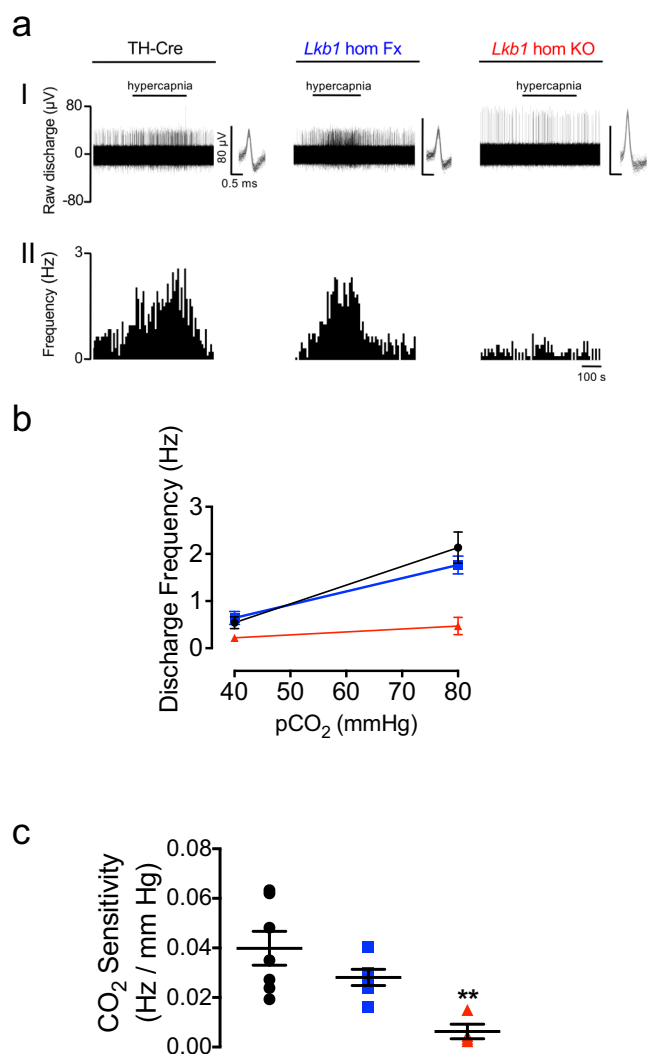 a
TH-Cre
Lkb1 hom Fx
Lkb1 hom KO
I
hypercapnia
hypercapnia
hypercapnia
Raw discharge (µV)
80
0
-80
80 µV
0.5 ms
II
Frequency (Hz)
3
0
100 s
b
Discharge Frequency (Hz)
3
2
1
0
40 50 60 70 80
pCO2 (mmHg)
c
CO2 Sensitivity
(Hz / mm Hg)
0.08
0.06
0.04
0.02
0.00
**